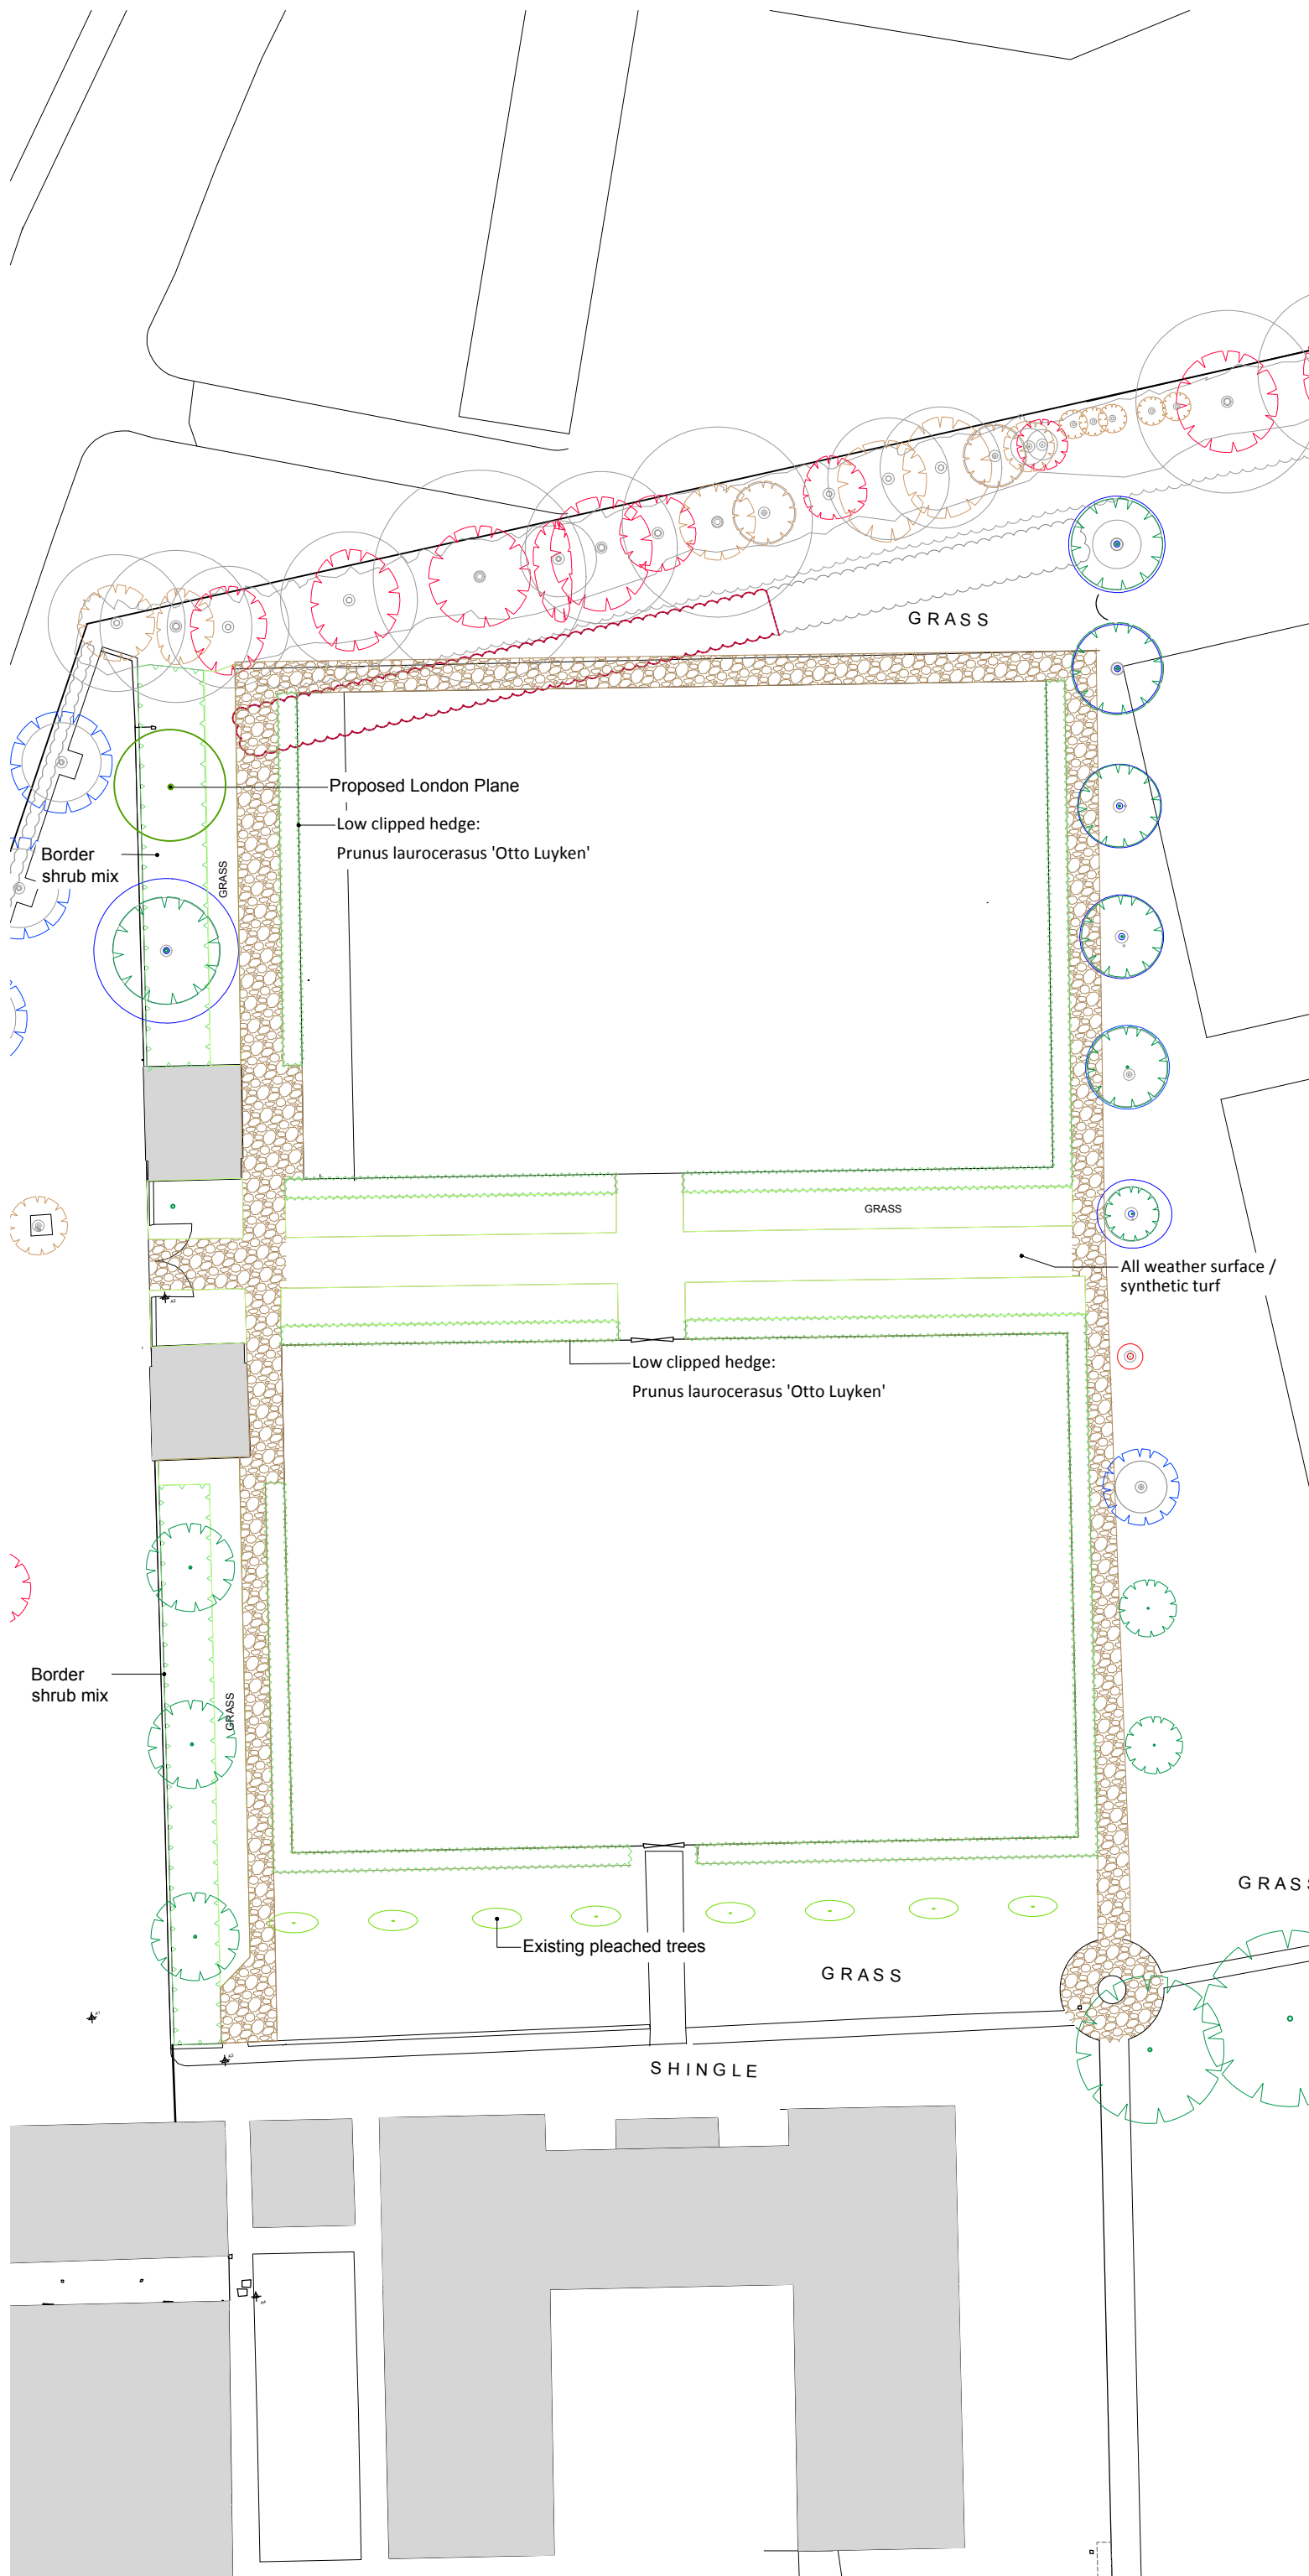 GRASS
Proposed London Plane
Low clipped hedge:
Prunus laurocerasus 'Otto Luyken'
Border
shrub mix
GRASS
GRASS
All weather surface /
synthetic turf
Low clipped hedge:
Prunus laurocerasus 'Otto Luyken'
Border
shrub mix
GRASS
GRASS
Existing pleached trees
GRASS
SHINGLE